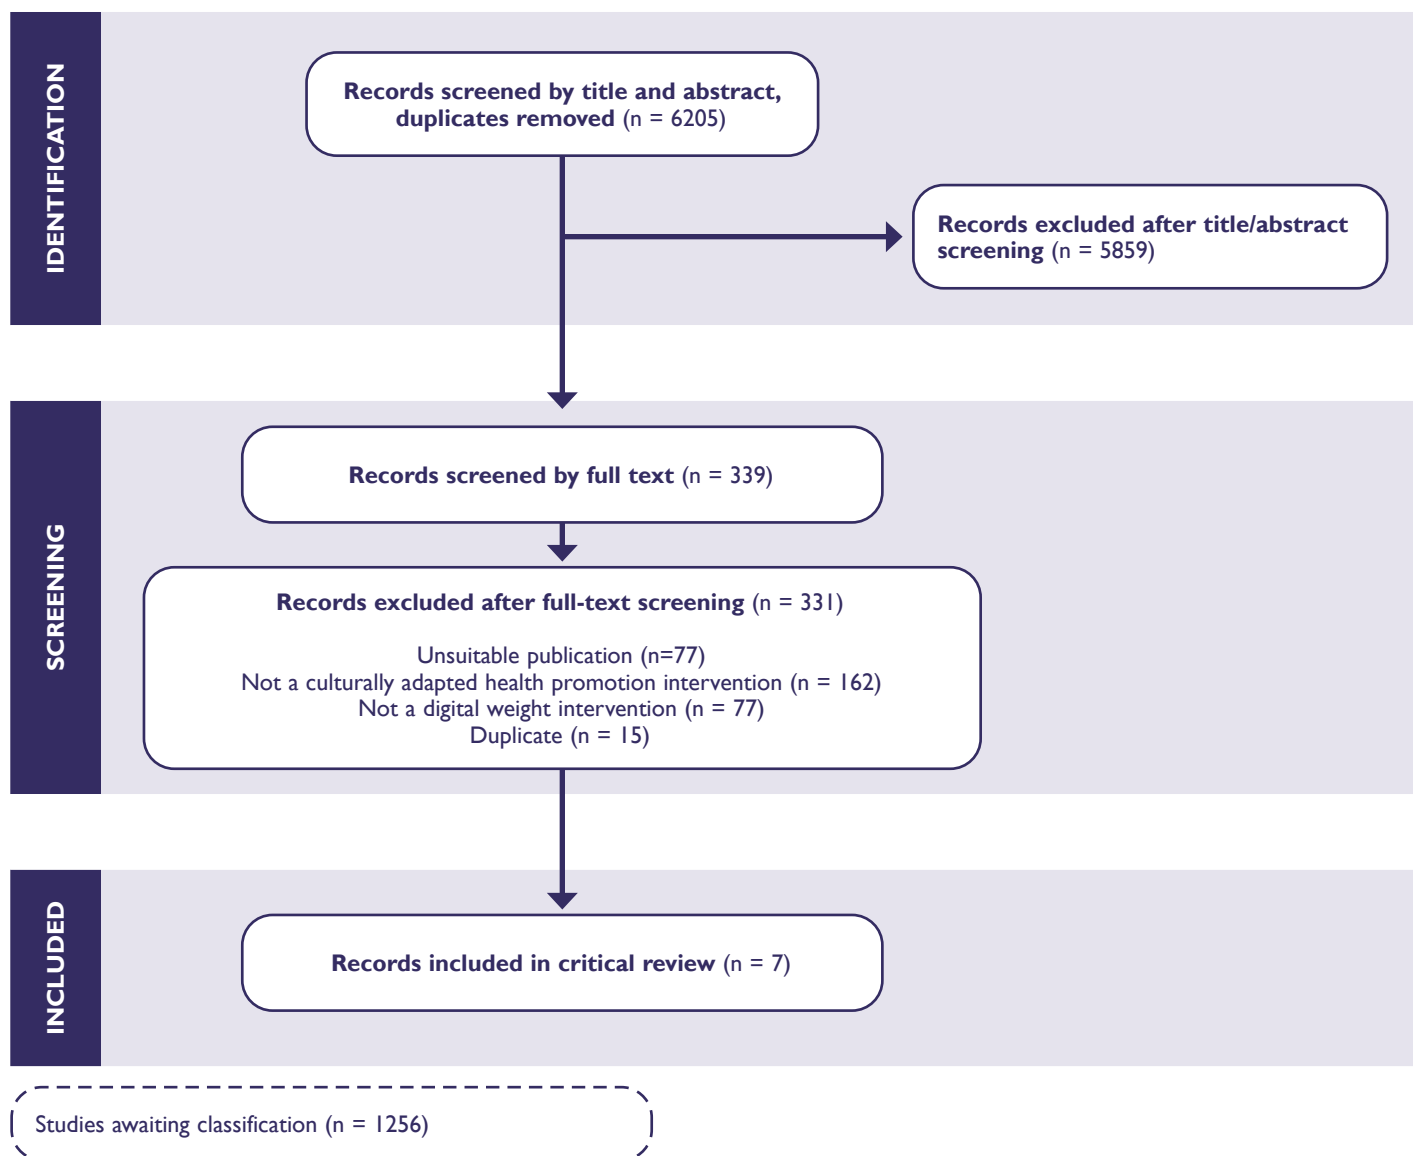 IDENTIFICATION
Records screened by title and abstract,
duplicates removed (n = 6205)
Records excluded after title/abstract
screening (n = 5859)
SCREENING
Records screened by full text (n = 339)
Records excluded after full-text screening (n = 331)
Unsuitable publication (n=77)
Not a culturally adapted health promotion intervention (n = 162)
Not a digital weight intervention (n = 77)
Duplicate (n = 15)
INCLUDED
Records included in critical review (n = 7)
Studies awaiting classification (n = 1256)